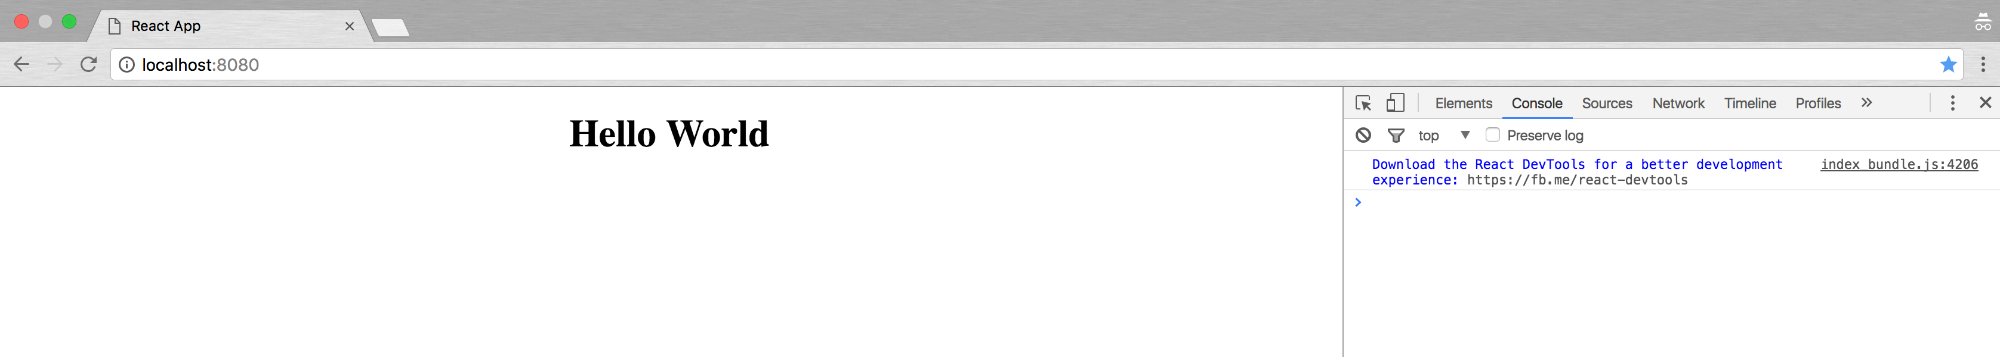 React App
localhost:8080
Hello World
Elements Console Sources Network Timeline Profiles
top Preserve log
Download the React DevTools for a better development index_bundle.js:4206
experience: https://fb.me/react-devtools